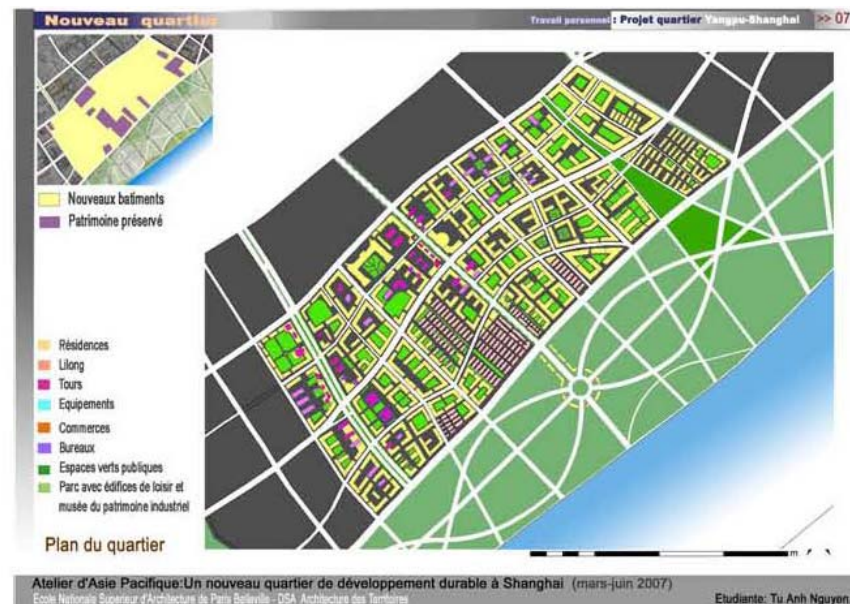 Nouveau quartier
Travail personnel : Projet quartier Yangpu-Shanghai >> 07
Nouveaux batiments
Patrimoine préservé
Résidences
Lilong
Tours
Equipements
Commerces
Bureaux
Espaces verts publiques
Parc avec édifices de loisir et
musée du patrimoine industriel
Plan du quartier
m
Atelier d'Asie Pacifique:Un nouveau quartier de développement durable à Shanghai (mars-juin 2007)
Ecole Nationale Superieur d'Architecture de Paris Belleville - DSA Architecture des Territoires
Etudiante: Tu Anh Nguyen